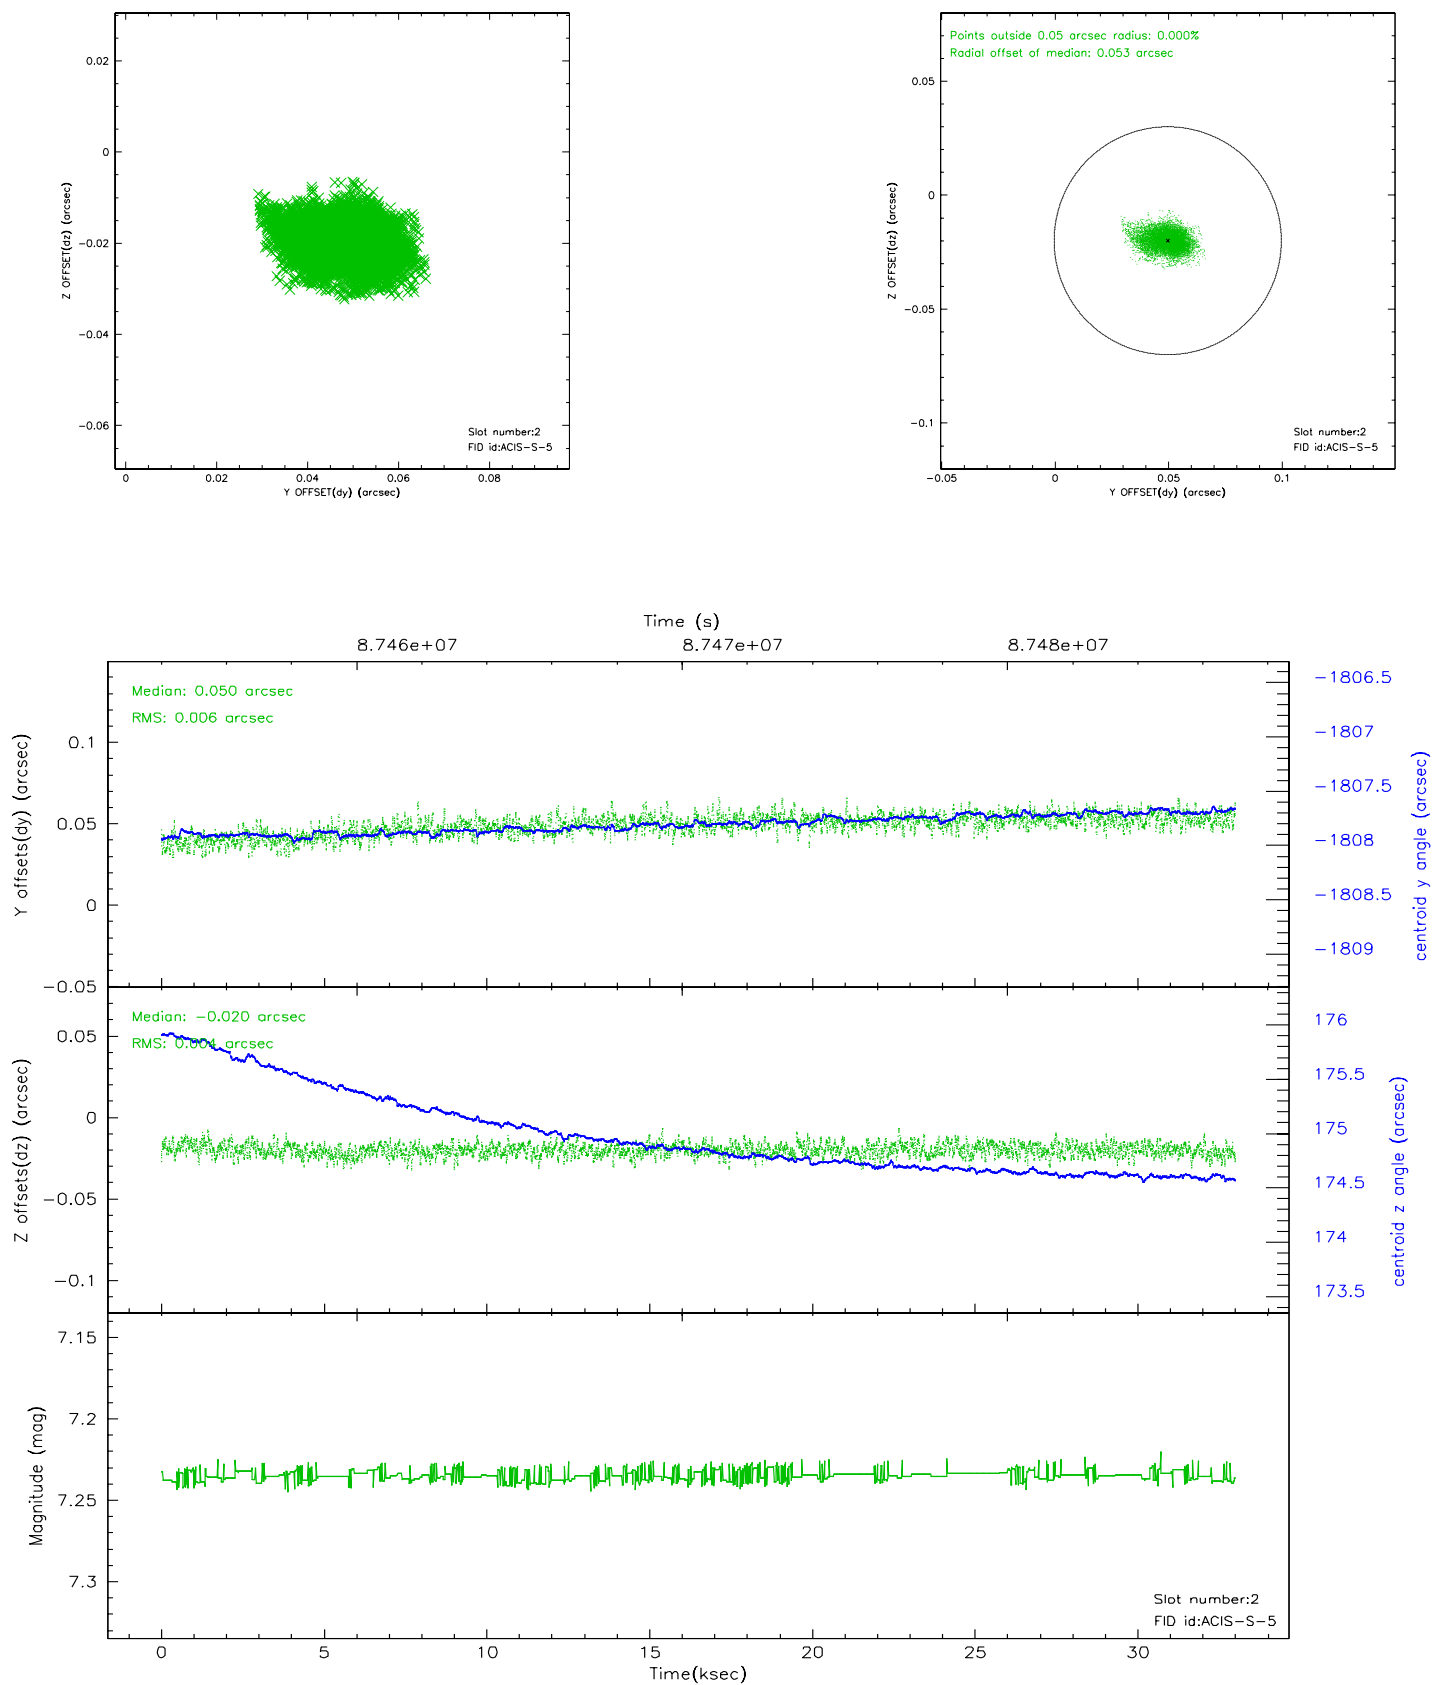 0.02
0
-0.02
-0.04
-0.06
Z OFFSET(dz) (arcsec)
Slot number:2
FID id:ACIS-S-5
0 0.02 0.04 0.06 0.08
Y OFFSET(dy) (arcsec)
Points outside 0.05 arcsec radius: 0.000%
Radial offset of median: 0.053 arcsec
0.05
0
-0.05
-0.1
Z OFFSET(dz) (arcsec)
Slot number:2
FID id:ACIS-S-5
-0.05 0 0.05 0.1
Y OFFSET(dy) (arcsec)
Time (s)
8.746e+07 8.747e+07 8.748e+07
Median: 0.050 arcsec
RMS: 0.006 arcsec
0.1
0.05
0
-0.05
Y offsets(dy) (arcsec)
-1806.5
-1807
-1807.5
-1808
-1808.5
-1809
centroid y angle (arcsec)
Median: -0.020 arcsec
RMS: 0.004 arcsec
0.05
0
-0.05
-0.1
Z offsets(dz) (arcsec)
176
175.5
175
174.5
174
173.5
centroid z angle (arcsec)
7.15
7.2
7.25
7.3
Magnitude (mag)
Slot number:2
FID id:ACIS-S-5
0 5 10 15 20 25 30
Time(ksec)